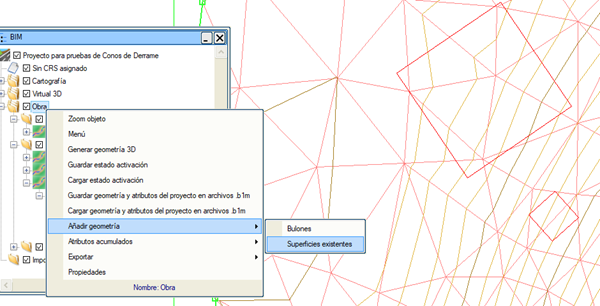 BIM
Proyecto para pruebas de Conos de Derrame
Sin CRS asignado
Cartografía
Virtual 3D
Obra
Zoom objeto
Menú
Generar geometría 3D
Guardar estado activación
Cargar estado activación
Guardar geometría y atributos del proyecto en archivos .b1m
Cargar geometría y atributos del proyecto en archivos .b1m
Añadir geometría
Bulones
Superficies existentes
Atributos acumulados
Exportar
Propiedades
Impo
Nombre: Obra